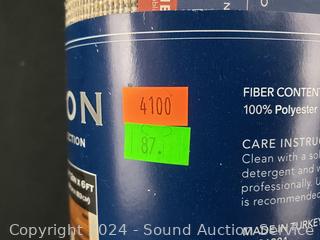 ON
ECTION
4100
87.
FIBER CONTENT
100% Polyester
CARE INSTRUC
Clean with a so
detergent and w
professionally. U
is recommended
MADE IN TURKEY
x 6FT
Copyright 2024 - Sound Auction Service